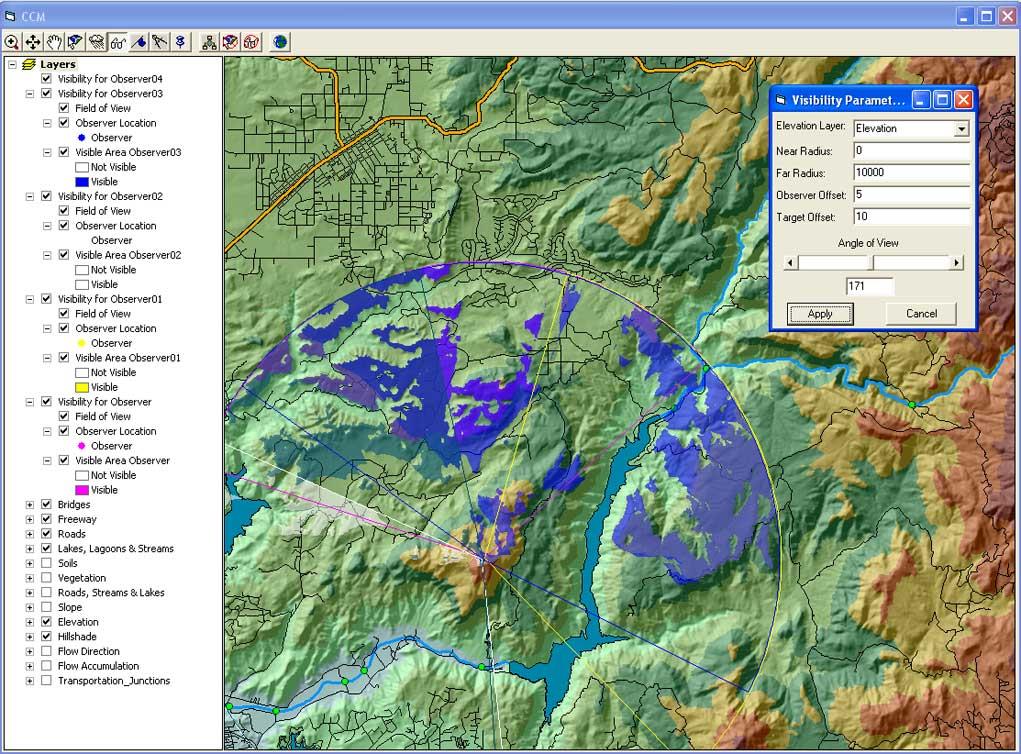 CCM
Layers
Visibility for Observer04
Visibility for Observer03
Field of View
Observer Location
Observer
Visible Area Observer03
Not Visible
Visible
Visibility for Observer02
Field of View
Observer Location
Observer
Visible Area Observer02
Not Visible
Visible
Visibility for Observer01
Field of View
Observer Location
Observer
Visible Area Observer01
Not Visible
Visible
Visibility for Observer
Field of View
Observer Location
Observer
Visible Area Observer
Not Visible
Visible
Bridges
Freeway
Roads
Lakes, Lagoons & Streams
Soils
Vegetation
Roads, Streams & Lakes
Slope
Elevation
Hillshade
Flow Direction
Flow Accumulation
Transportation_Junctions
Visibility Paramet...
Elevation Layer: Elevation
Near Radius: 0
Far Radius: 10000
Observer Offset: 5
Target Offset: 10
Angle of View
171
Apply Cancel